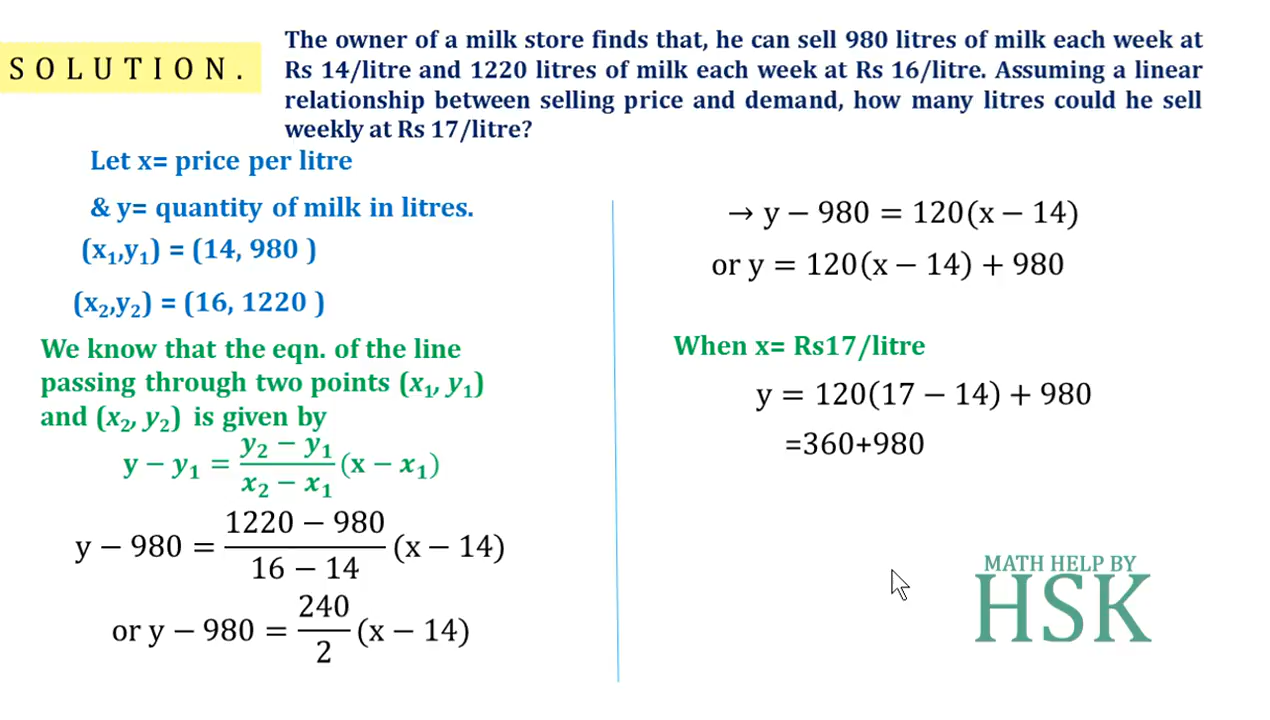 SOLUTION.
The owner of a milk store finds that, he can sell 980 litres of milk each week at
Rs 14/litre and 1220 litres of milk each week at Rs 16/litre. Assuming a linear
relationship between selling price and demand, how many litres could he sell
weekly at Rs 17/litre?
Let x= price per litre
& y= quantity of milk in litres.
(x₁,y₁) = (14, 980 )
(x₂,y₂) = (16, 1220 )
We know that the eqn. of the line
passing through two points (x₁, y₁)
and (x₂, y₂) is given by
y − y₁ = (y₂ − y₁)/(x₂ − x₁) (x − x₁)
y − 980 = (1220 − 980)/(16 − 14) (x − 14)
or y − 980 = 240/2 (x − 14)
→ y − 980 = 120(x − 14)
or y = 120(x − 14) + 980
When x= Rs17/litre
y = 120(17 − 14) + 980
=360+980
MATH HELP BY
HSK